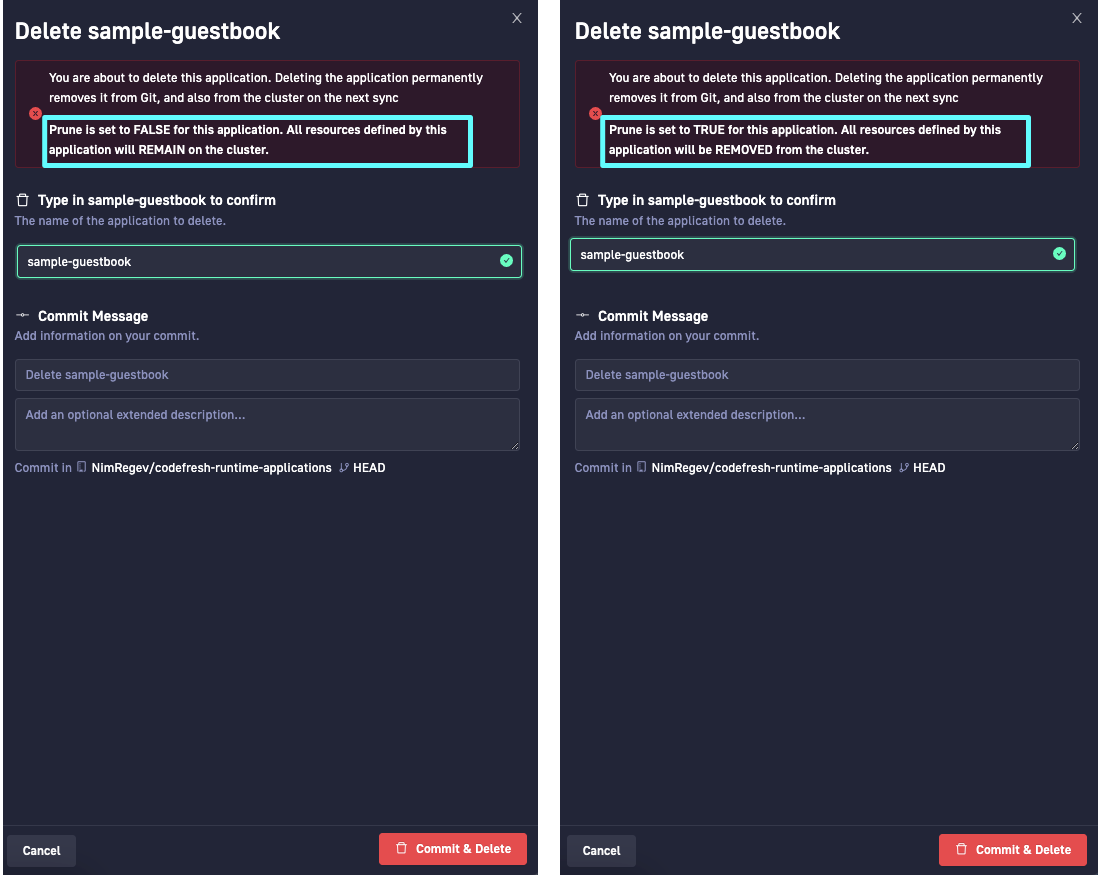 Delete sample-guestbook
You are about to delete this application. Deleting the application permanently
removes it from Git, and also from the cluster on the next sync
Prune is set to FALSE for this application. All resources defined by this
application will REMAIN on the cluster.
Type in sample-guestbook to confirm
The name of the application to delete.
sample-guestbook
Commit Message
Add information on your commit.
Delete sample-guestbook
Add an optional extended description...
Commit in NimRegev/codefresh-runtime-applications HEAD
Cancel
Commit & Delete
Delete sample-guestbook
You are about to delete this application. Deleting the application permanently
removes it from Git, and also from the cluster on the next sync
Prune is set to TRUE for this application. All resources defined by this
application will be REMOVED from the cluster.
Type in sample-guestbook to confirm
The name of the application to delete.
sample-guestbook
Commit Message
Add information on your commit.
Delete sample-guestbook
Add an optional extended description...
Commit in NimRegev/codefresh-runtime-applications HEAD
Cancel
Commit & Delete